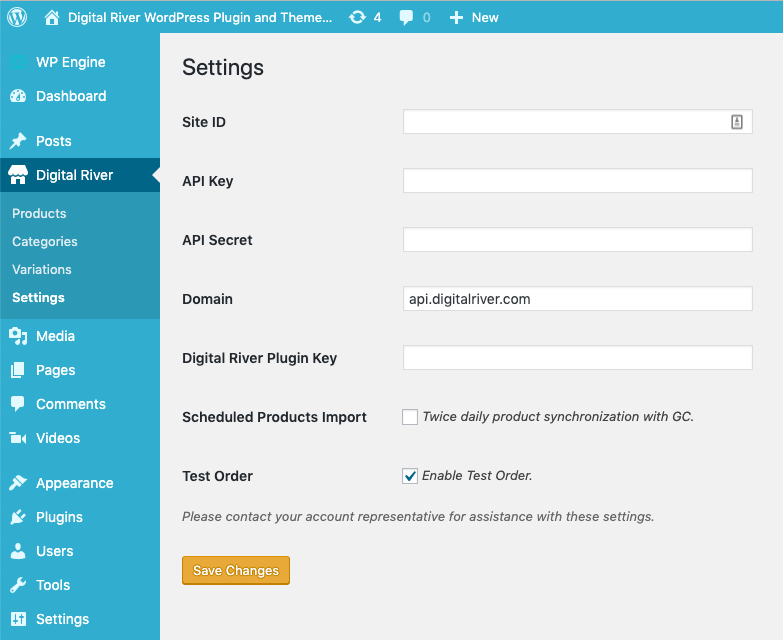 Digital River WordPress Plugin and Theme... 4 0 New
WP Engine
Dashboard
Posts
Digital River
Products
Categories
Variations
Settings
Media
Pages
Comments
Videos
Appearance
Plugins
Users
Tools
Settings
Settings
Site ID
API Key
API Secret
Domain api.digitalriver.com
Digital River Plugin Key
Scheduled Products Import Twice daily product synchronization with GC.
Test Order Enable Test Order.
Please contact your account representative for assistance with these settings.
Save Changes